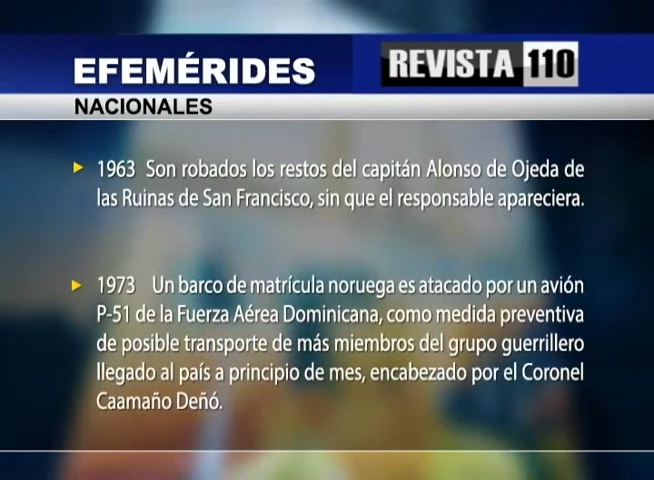 EFEMÉRIDES
REVISTA 110
NACIONALES
1963 Son robados los restos del capitán Alonso de Ojeda de
las Ruinas de San Francisco, sin que el responsable apareciera.
1973 Un barco de matrícula noruega es atacado por un avión
P-51 de la Fuerza Aérea Dominicana, como medida preventiva
de posible transporte de más miembros del grupo guerrillero
llegado al país a principio de mes, encabezado por el Coronel
Caamaño Deñó.